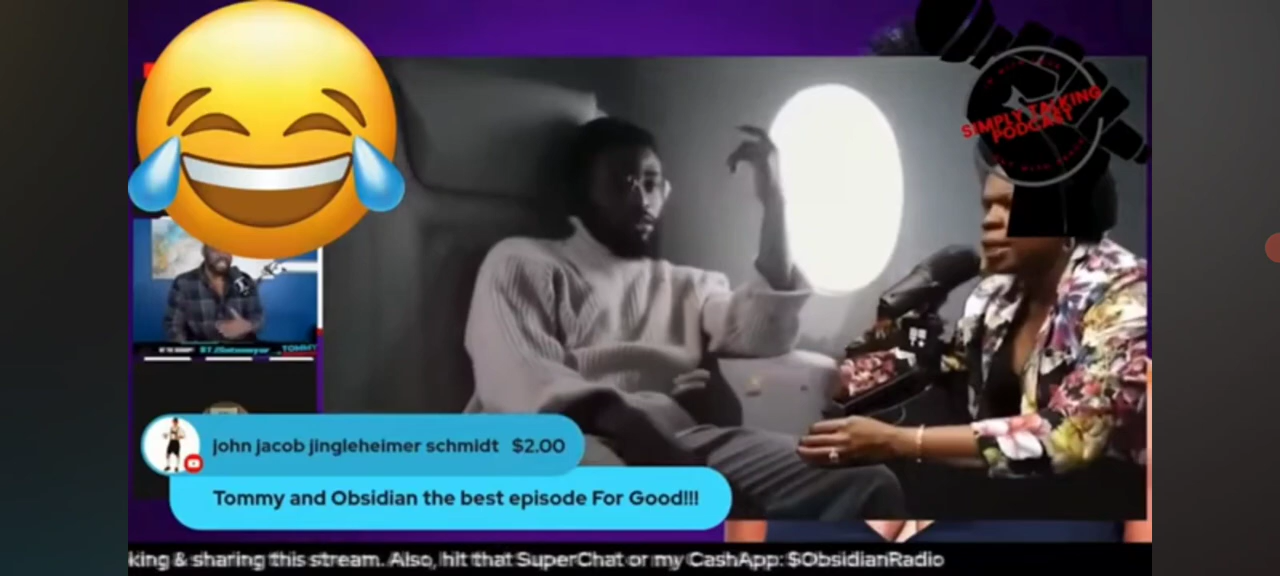 SIMPLY TALKING
PODCAST
TOMMY
john jacob jingleheimer schmidt $2.00
Tommy and Obsidian the best episode For Good!!!
king & sharing this stream. Also, hit that SuperChat or my CashApp: $ObsidianRadio